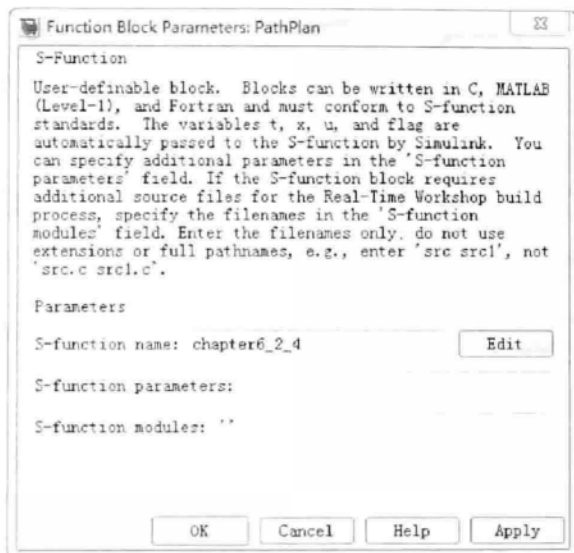 Function Block Parameters: PathPlan
S-Function
User-definable block.  Blocks can be written in C, MATLAB
(Level-1), and Fortran and must conform to S-function
standards.  The variables t, x, u, and flag are
automatically passed to the S-function by Simulink.  You
can specify additional parameters in the 'S-function
parameters' field. If the S-function block requires
additional source files for the Real-Time Workshop build
process, specify the filenames in the 'S-function
modules' field. Enter the filenames only, do not use
extensions or full pathnames, e.g., enter 'src src1', not
'src.c src1.c'.
Parameters
S-function name: chapter6_2_4 Edit
S-function parameters:
S-function modules: ''
OK Cancel Help Apply